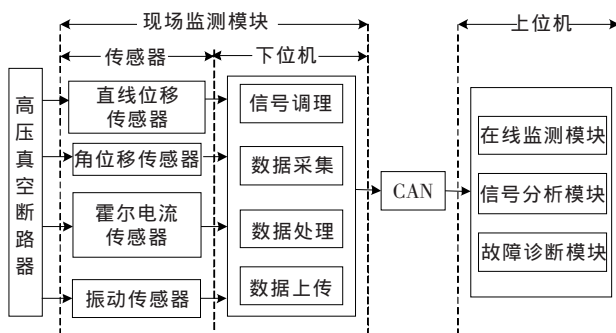 现场监测模块
上位机
传感器
下位机
高压真空断路器
直线位移
传感器
角位移传感器
霍尔电流
传感器
振动传感器
信号调理
数据采集
数据处理
数据上传
CAN
在线监测模块
信号分析模块
故障诊断模块